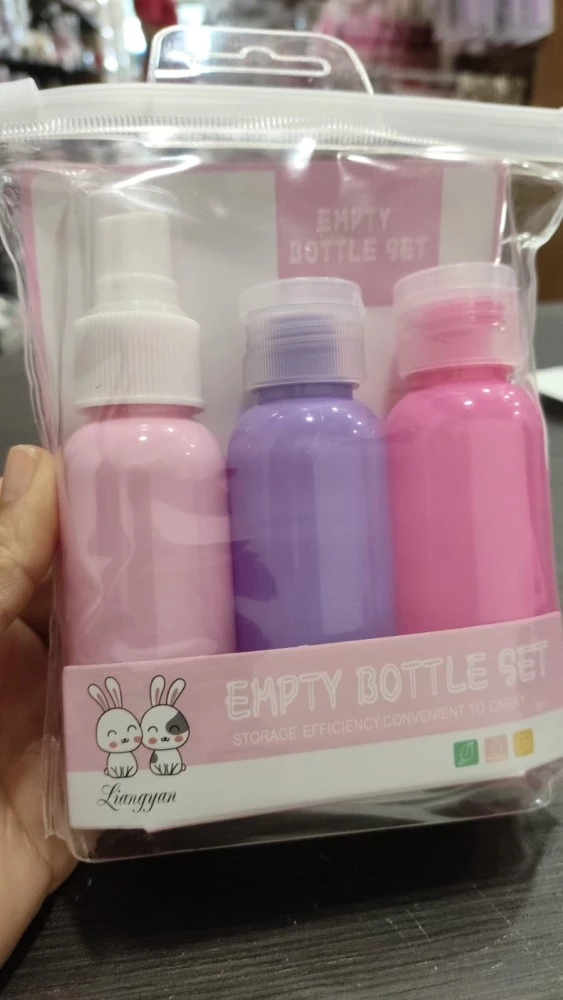 EMPTY
BOTTLE SET
EMPTY BOTTLE SET
STORAGE EFFICIENCY CONVENIENT TO CARRY
Liangyan